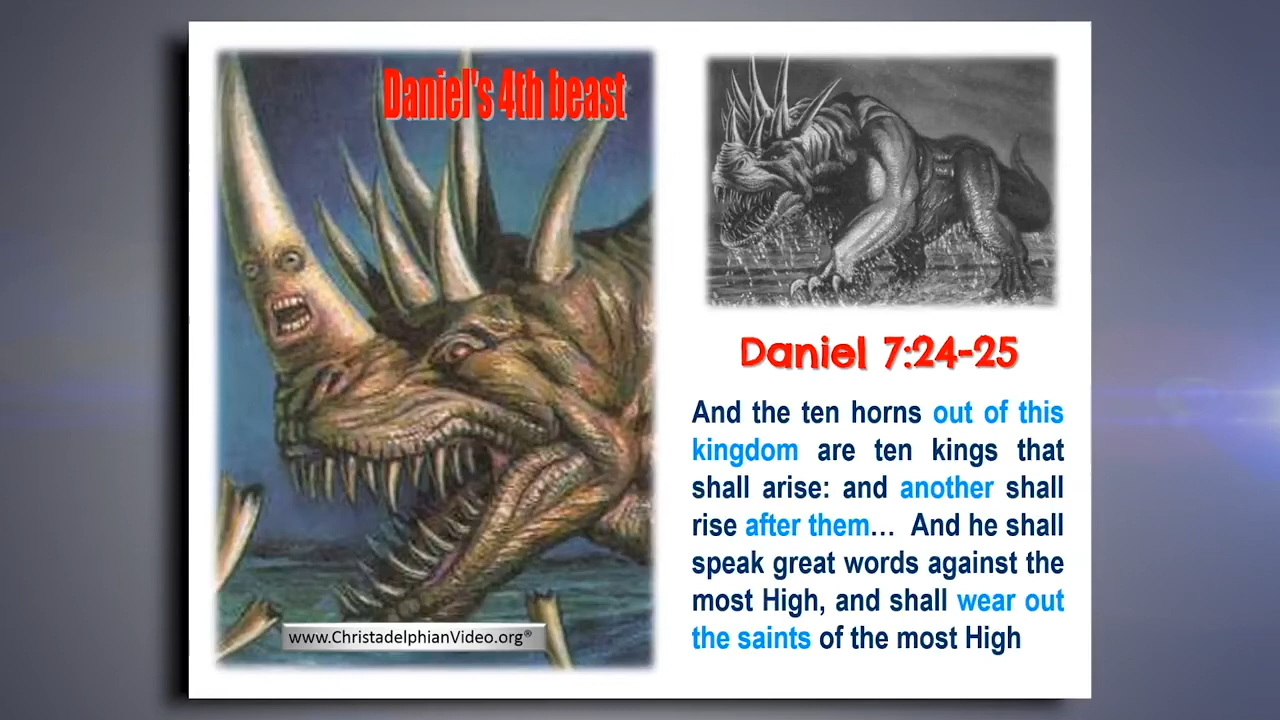 Daniel's 4th beast
www.ChristadelphianVideo.org®
Daniel 7:24-25
And the ten horns out of this
kingdom are ten kings that
shall arise: and another shall
rise after them... And he shall
speak great words against the
most High, and shall wear out
the saints of the most High